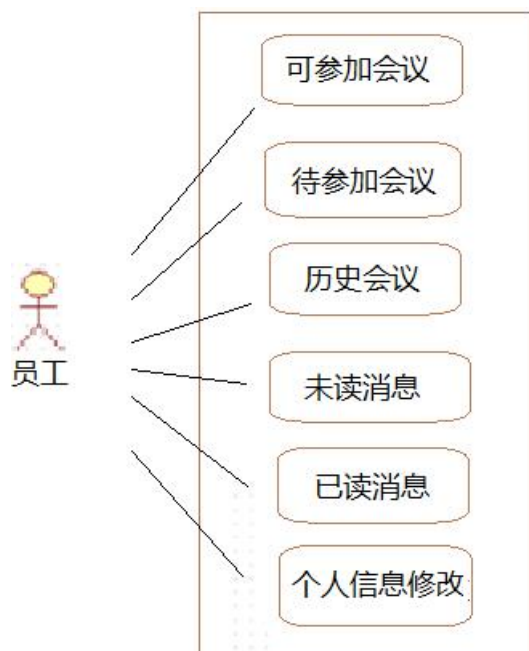 可参加会议
待参加会议
历史会议
员工
未读消息
已读消息
个人信息修改